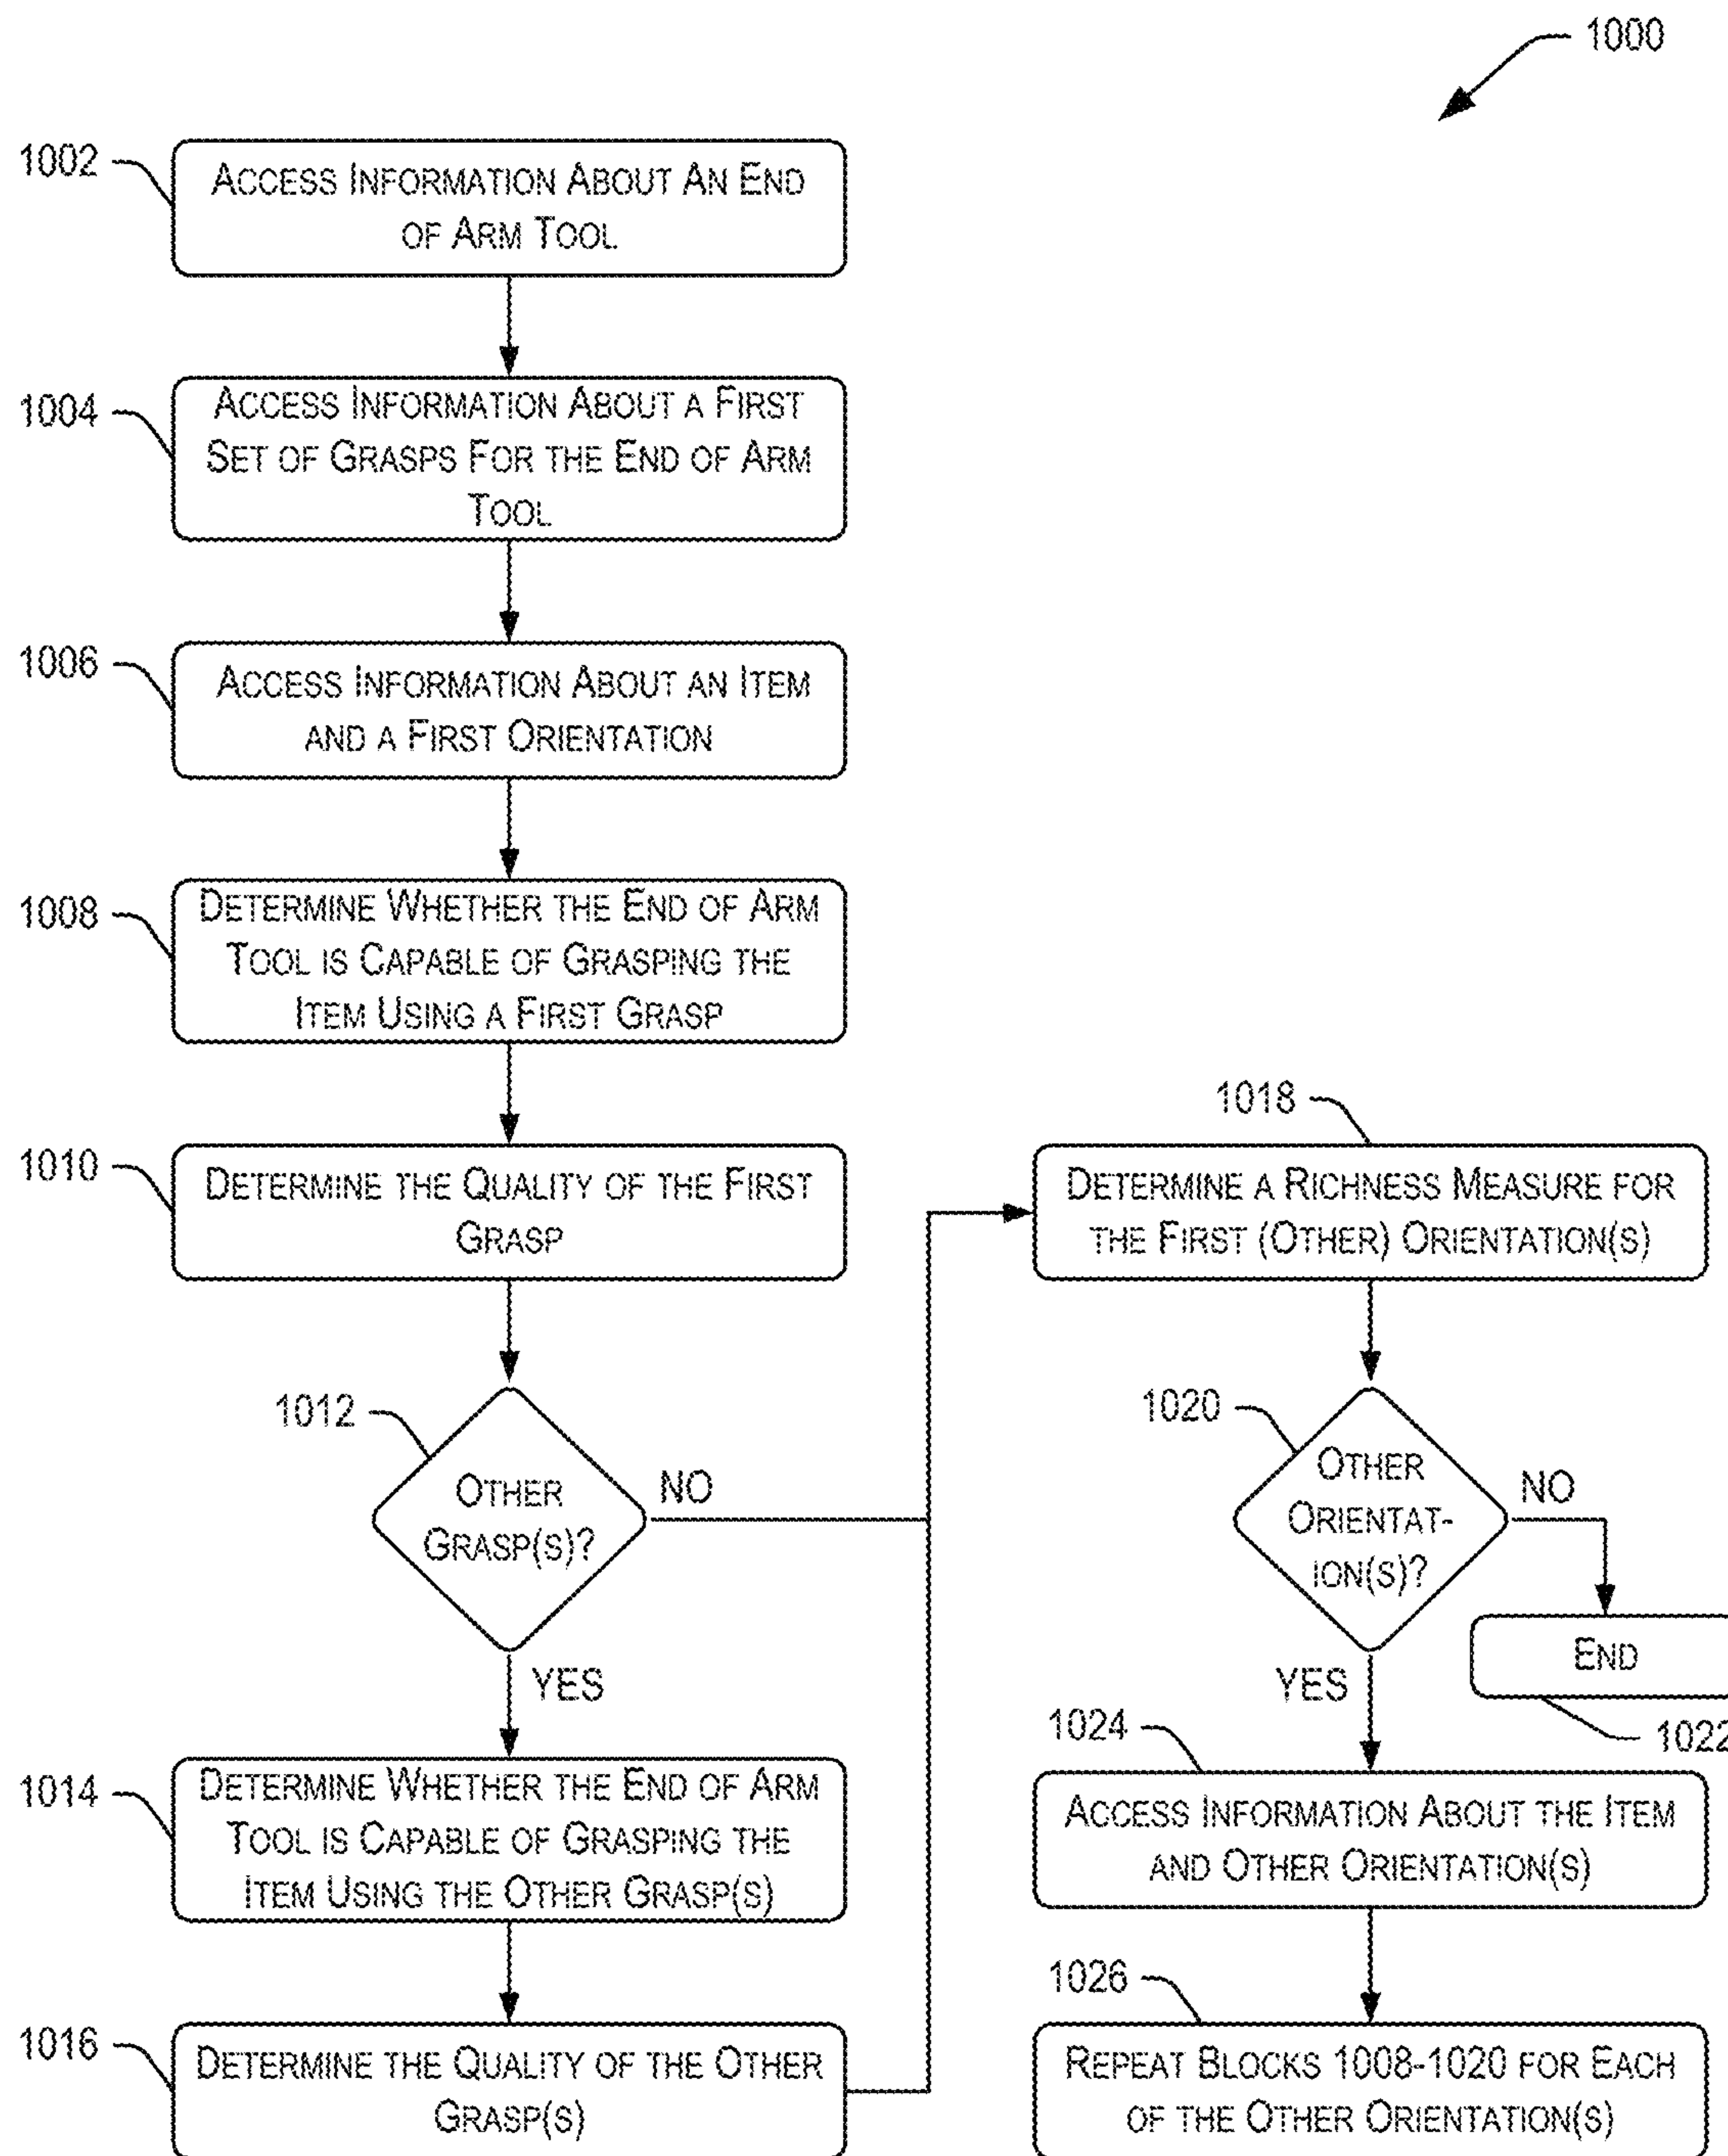 1000
1002
ACCESS INFORMATION ABOUT AN END
OF ARM TOOL
1004
ACCESS INFORMATION ABOUT A FIRST
SET OF GRASPS FOR THE END OF ARM
TOOL
1006
ACCESS INFORMATION ABOUT AN ITEM
AND A FIRST ORIENTATION
1008
DETERMINE WHETHER THE END OF ARM
TOOL IS CAPABLE OF GRASPING THE
ITEM USING A FIRST GRASP
1010
DETERMINE THE QUALITY OF THE FIRST
GRASP
1012
OTHER
GRASP(S)?
NO
YES
1014
DETERMINE WHETHER THE END OF ARM
TOOL IS CAPABLE OF GRASPING THE
ITEM USING THE OTHER GRASP(S)
1016
DETERMINE THE QUALITY OF THE OTHER
GRASP(S)
1018
DETERMINE A RICHNESS MEASURE FOR
THE FIRST (OTHER) ORIENTATION(S)
1020
OTHER
ORIENTAT-
ION(S)?
NO
END
1022
YES
1024
ACCESS INFORMATION ABOUT THE ITEM
AND OTHER ORIENTATION(S)
1026
REPEAT BLOCKS 1008-1020 FOR EACH
OF THE OTHER ORIENTATION(S)